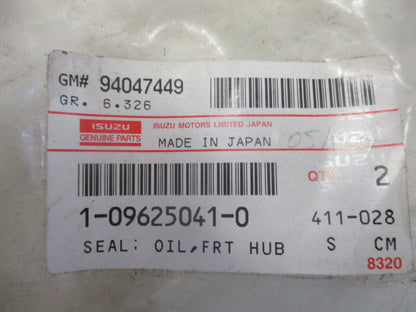 GM# 94047449
GR. 6.326
ISUZU
GENUINE PARTS
ISUZU MOTORS LIMITED JAPAN
MADE IN JAPAN
ISUZU
QTY. 2
1-09625041-0
411-028
SEAL: OIL,FRT HUB
S CM
8320